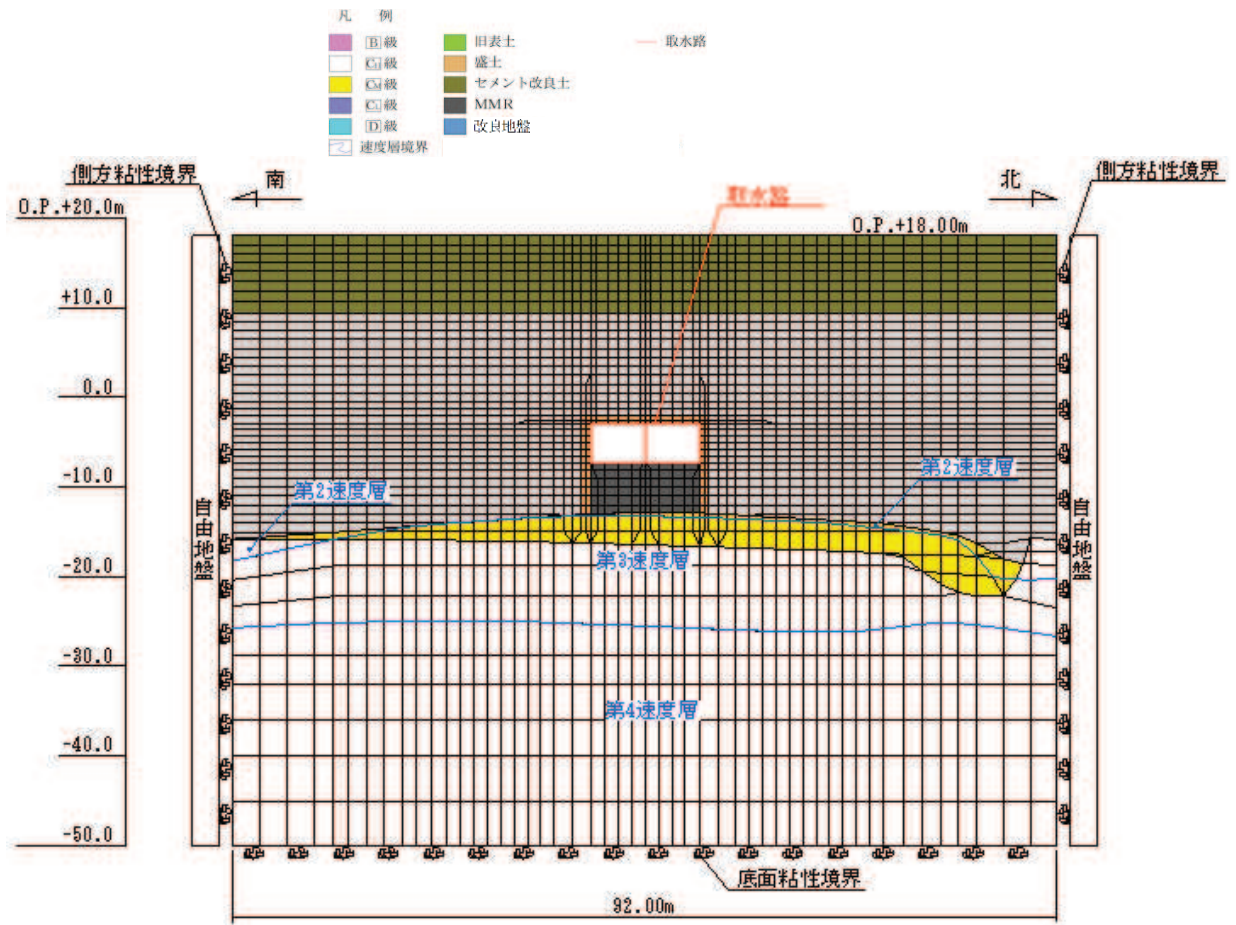 凡 例
B級
CH級
CM級
CL級
D級
速度層境界
旧表土
盛土
セメント改良土
MMR
改良地盤
取水路
側方粘性境界
南
取水路
北
側方粘性境界
O.P.+20.0m
O.P.+18.00m
+10.0
0.0
-10.0
-20.0
-30.0
-40.0
-50.0
第2速度層
第2速度層
第3速度層
第4速度層
自由地盤
自由地盤
底面粘性境界
92.00m